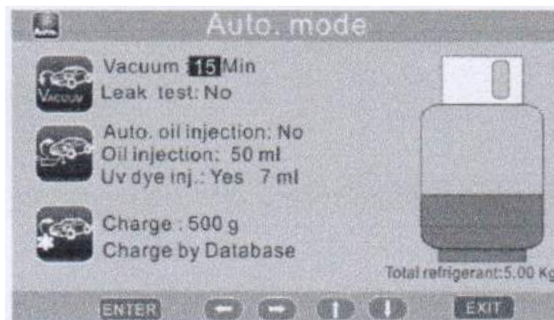 Auto. mode
Vacuum : 15 Min
Leak test: No
VACUUV
Auto. oil injection: No
Oil injection: 50 ml
Uv dye inj.: Yes 7 ml
Charge : 500 g
Charge by Database
Total refrigerant:5.00 Kg
ENTER
EXIT